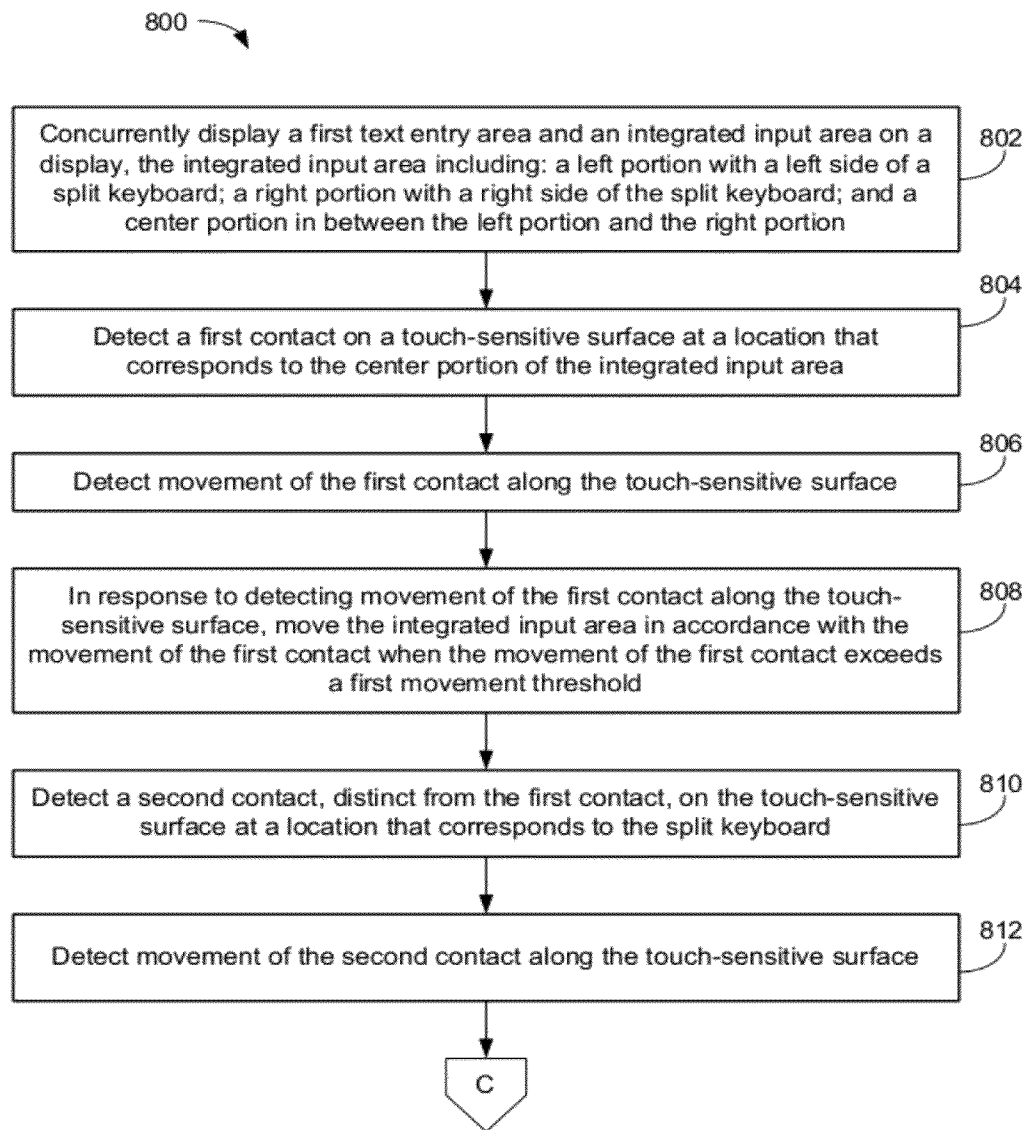 800
Concurrently display a first text entry area and an integrated input area on a
display, the integrated input area including: a left portion with a left side of a
split keyboard; a right portion with a right side of the split keyboard; and a
center portion in between the left portion and the right portion
802
Detect a first contact on a touch-sensitive surface at a location that
corresponds to the center portion of the integrated input area
804
Detect movement of the first contact along the touch-sensitive surface
806
In response to detecting movement of the first contact along the touch-
sensitive surface, move the integrated input area in accordance with the
movement of the first contact when the movement of the first contact exceeds
a first movement threshold
808
Detect a second contact, distinct from the first contact, on the touch-sensitive
surface at a location that corresponds to the split keyboard
810
Detect movement of the second contact along the touch-sensitive surface
812
C